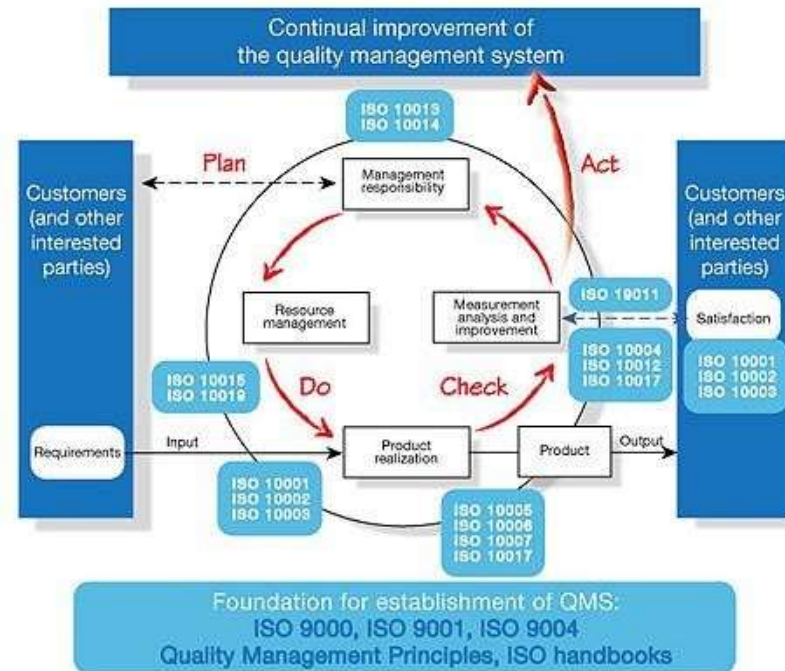 Continual improvement of
the quality management system
ISO 10013
ISO 10014
Plan
Act
Management
responsibility
Customers
(and other
interested
parties)
Customers
(and other
interested
parties)
Resource
management
Measurement
analysis and
improvement
ISO 19011
Satisfaction
ISO 10004
ISO 10012
ISO 10017
ISO 10001
ISO 10002
ISO 10003
ISO 10015
ISO 10019
Do
Check
Requirements
Input
Product
realization
Product
Output
ISO 10001
ISO 10002
ISO 10003
ISO 10005
ISO 10006
ISO 10007
ISO 10017
Foundation for establishment of QMS:
ISO 9000, ISO 9001, ISO 9004
Quality Management Principles, ISO handbooks